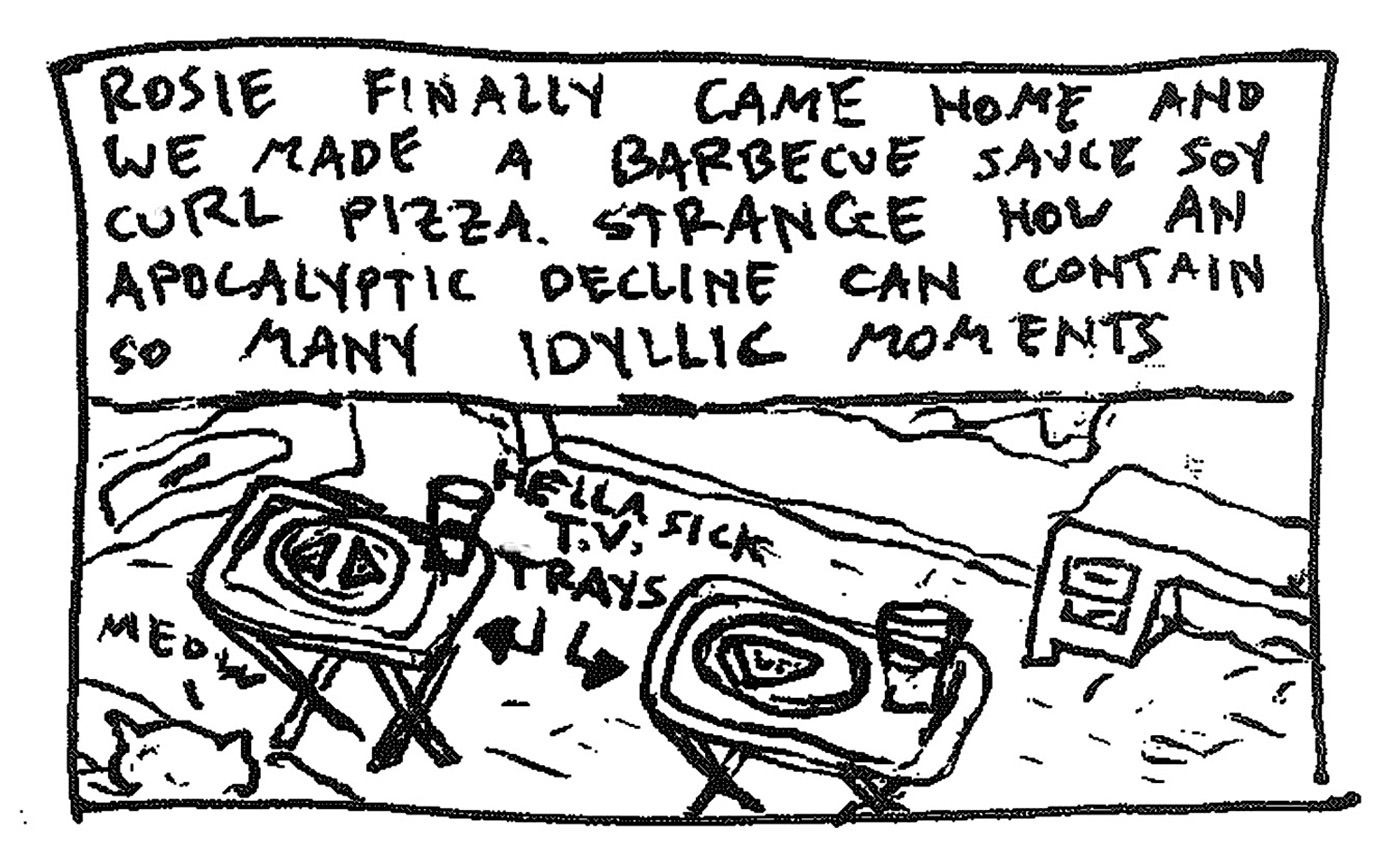 ROSIE FINALLY CAME HOME AND
WE MADE A BARBECUE SAUCE SOY
CURL PIZZA. STRANGE HOW AN
APOCALYPTIC DECLINE CAN CONTAIN
SO MANY IDYLLIC MOMENTS
HELLA SICK
T.V.
TRAYS
MEOW